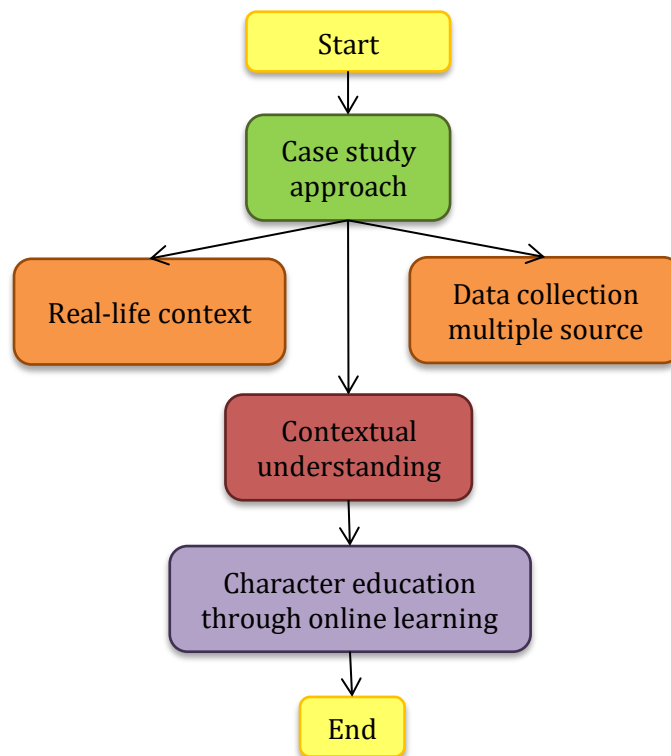 Start
Case study
approach
Real-life context
Data collection
multiple source
Contextual
understanding
Character education
through online learning
End